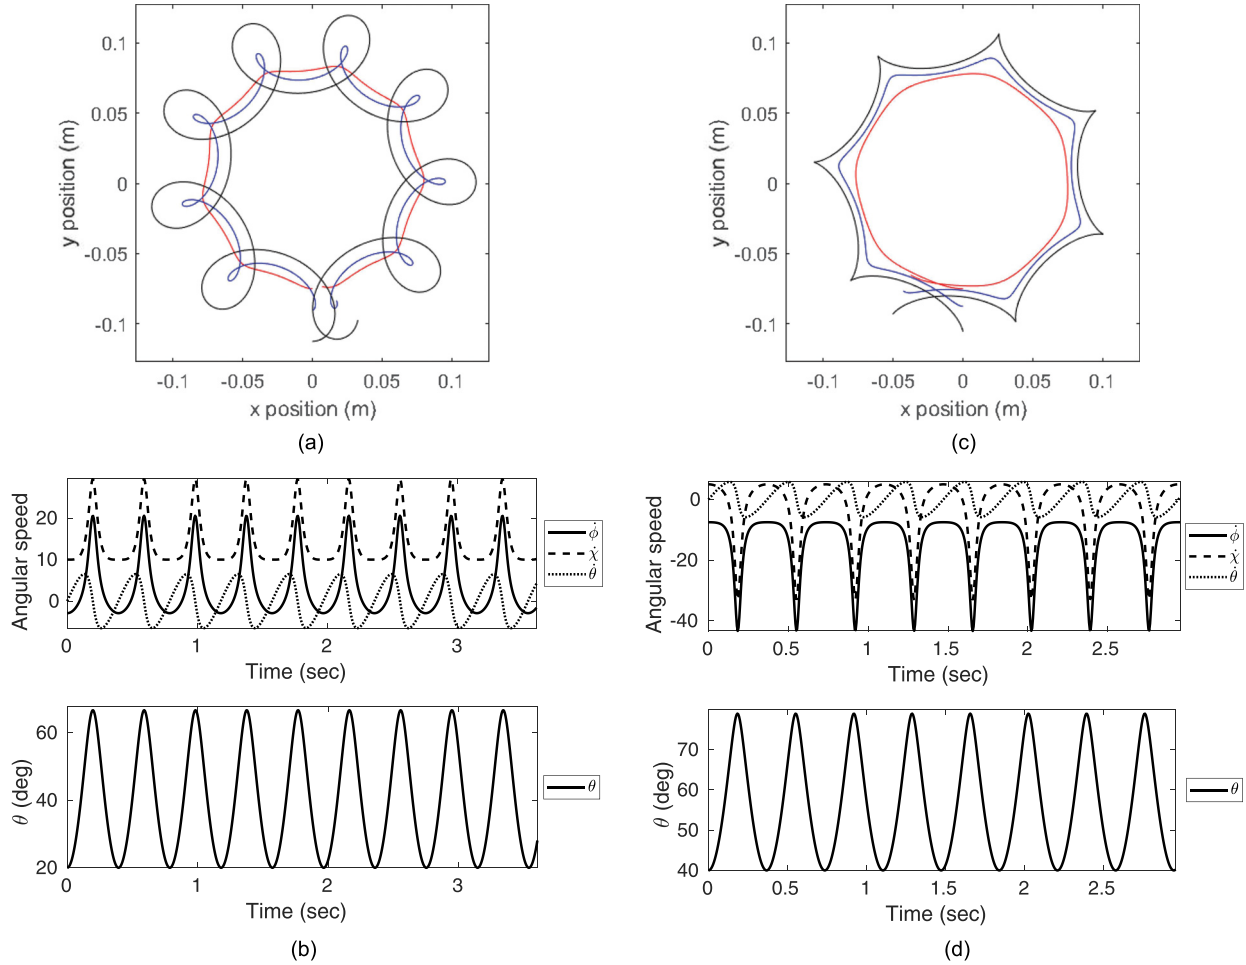 0.1
0.05
0
-0.05
-0.1
y position (m)
-0.1 -0.05 0 0.05 0.1
x position (m)
(a)
0.1
0.05
0
-0.05
-0.1
y position (m)
-0.1 -0.05 0 0.05 0.1
x position (m)
(c)
20
10
0
Angular speed
0 1 2 3
Time (sec)
ϕ̇
χ̇
θ̇
0
-20
-40
Angular speed
0 0.5 1 1.5 2 2.5
Time (sec)
ϕ̇
χ̇
θ̇
60
40
20
θ (deg)
0 1 2 3
Time (sec)
θ
(b)
70
60
50
40
θ (deg)
0 0.5 1 1.5 2 2.5
Time (sec)
θ
(d)